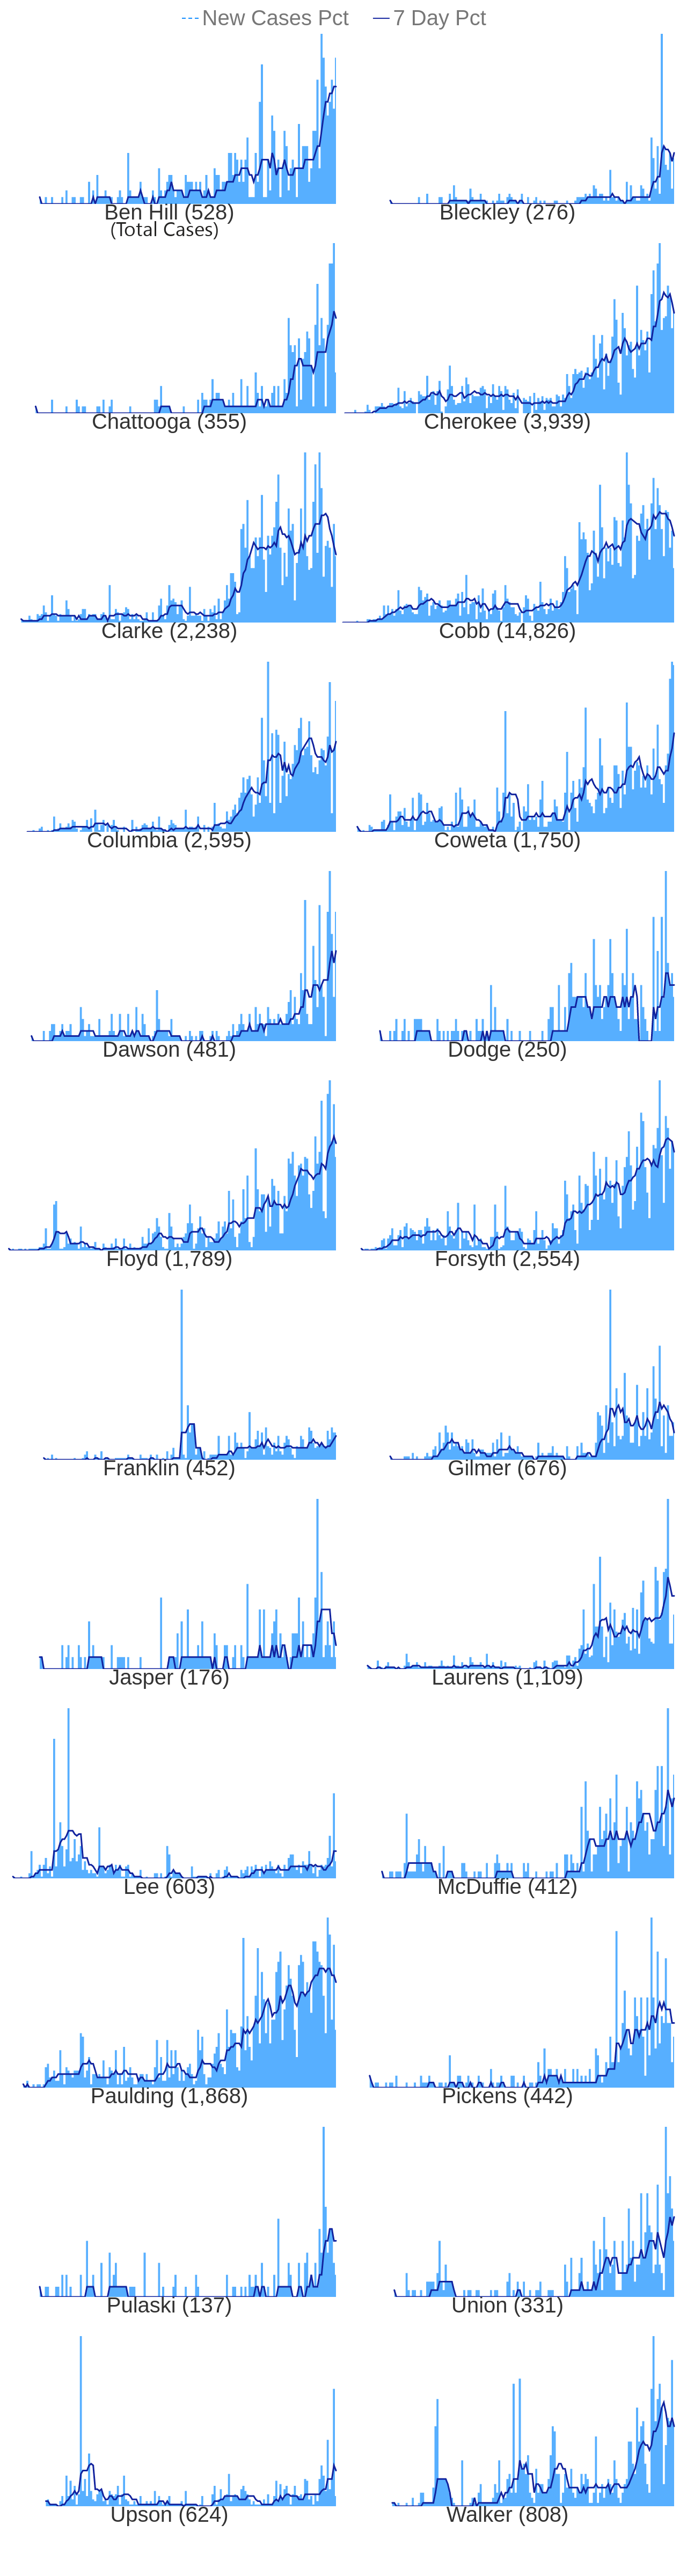 New Cases Pct 7 Day Pct
Ben Hill (528) Bleckley (276)
(Total Cases)
Chattooga (355) Cherokee (3,939)
Clarke (2,238) Cobb (14,826)
Columbia (2,595) Coweta (1,750)
Dawson (481) Dodge (250)
Floyd (1,789) Forsyth (2,554)
Franklin (452) Gilmer (676)
Jasper (176) Laurens (1,109)
Lee (603) McDuffie (412)
Paulding (1,868) Pickens (442)
Pulaski (137) Union (331)
Upson (624) Walker (808)